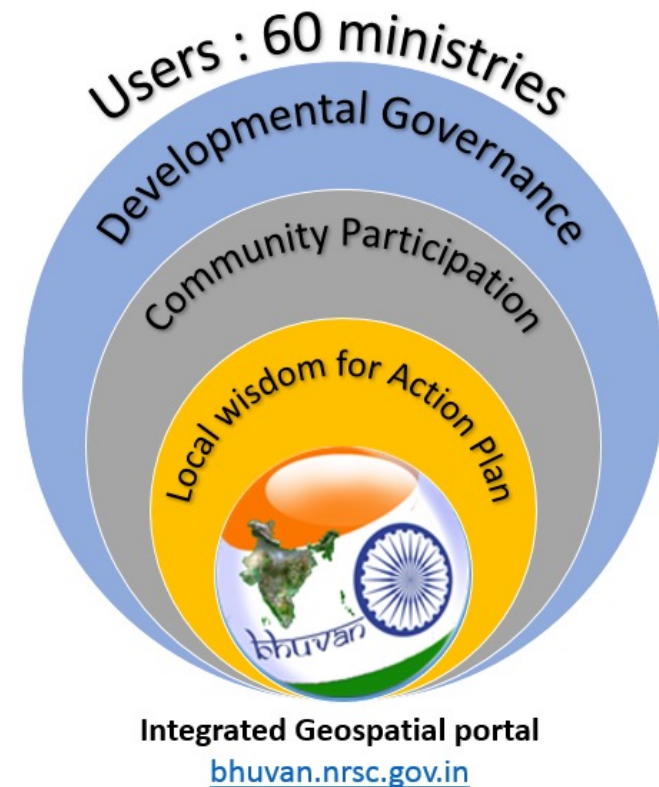 Users : 60 ministries
Developmental Governance
Community Participation
Local wisdom for Action Plan
bhuvan
Integrated Geospatial portal
bhuvan.nrsc.gov.in